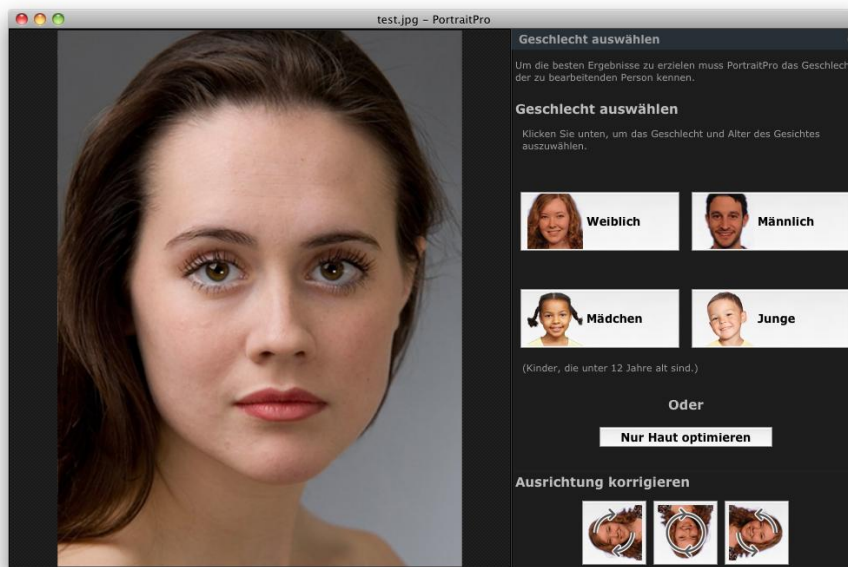 test.jpg – PortraitPro
Geschlecht auswählen
Um die besten Ergebnisse zu erzielen muss PortraitPro das Geschlech
der zu bearbeitenden Person kennen.
Geschlecht auswählen
Klicken Sie unten, um das Geschlecht und Alter des Gesichtes
auszuwählen.
Weiblich
Männlich
Mädchen
Junge
(Kinder, die unter 12 Jahre alt sind.)
Oder
Nur Haut optimieren
Ausrichtung korrigieren